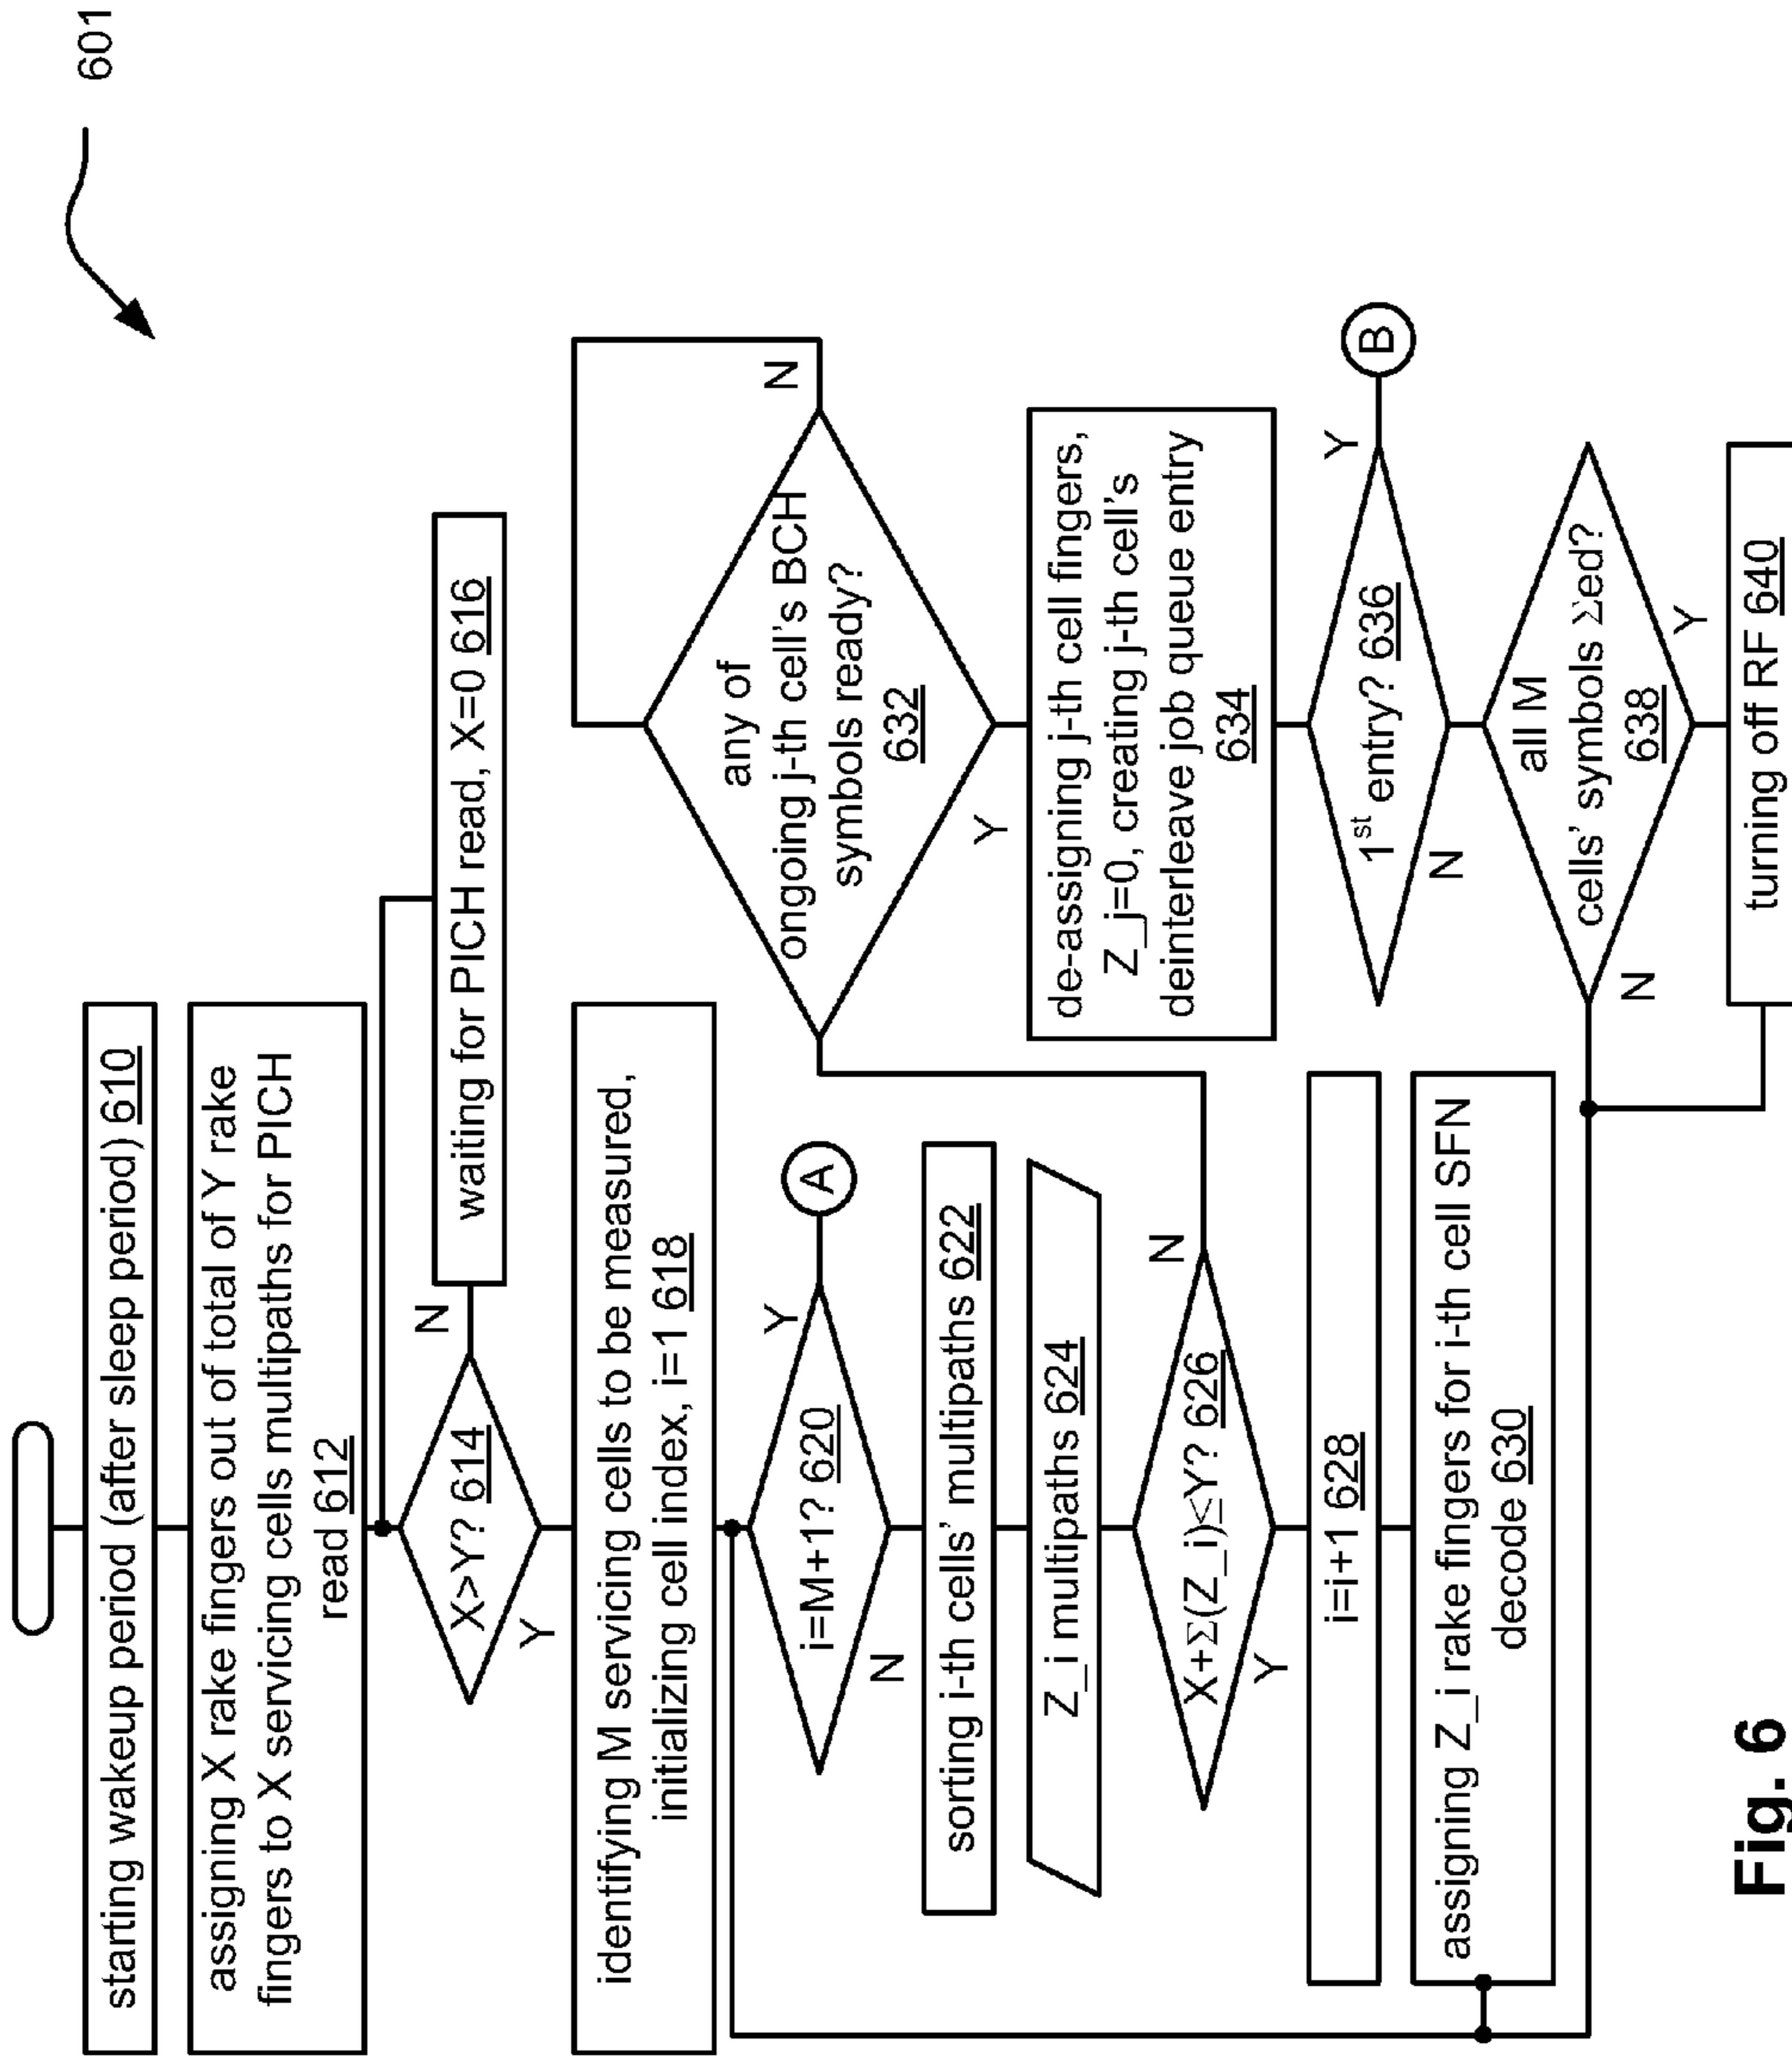 601
starting wakeup period (after sleep period) 610
assigning X rake fingers out of total of Y rake
fingers to X servicing cells multipaths for PICH
read 612
X>Y? 614
N
Y
waiting for PICH read, X=0 616
identifying M servicing cells to be measured,
initializing cell index, i=1 618
i=M+1? 620
Y
A
N
sorting i-th cells' multipaths 622
Z_i multipaths 624
X+Σ(Z_i)≤Y? 626
N
Y
i=i+1 628
assigning Z_i rake fingers for i-th cell SFN
decode 630
any of
ongoing j-th cell's BCH
symbols ready?
632
N
Y
de-assigning j-th cell fingers,
Z_j=0, creating j-th cell's
deinterleave job queue entry
634
1st entry? 636
Y
B
N
all M
cells' symbols Σed?
638
N
Y
turning off RF 640
Fig. 6